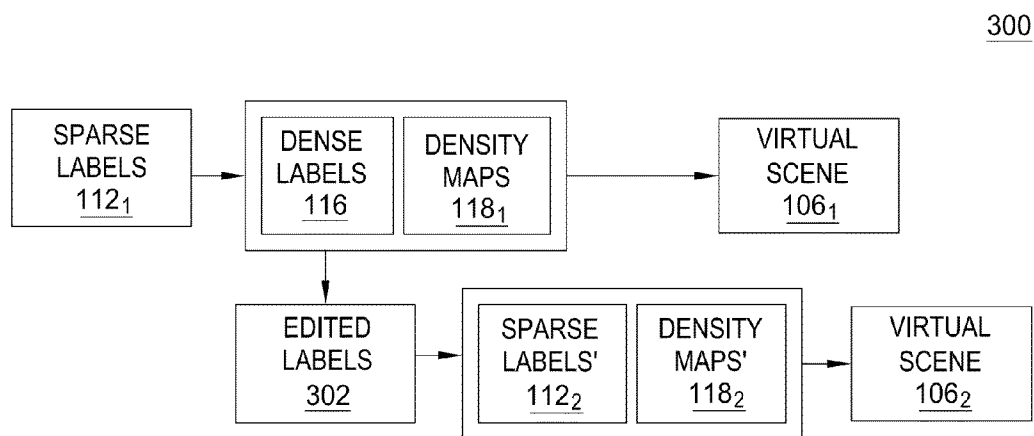 300
SPARSE
LABELS
112₁
DENSE
LABELS
116
DENSITY
MAPS
118₁
VIRTUAL
SCENE
106₁
EDITED
LABELS
302
SPARSE
LABELS'
112₂
DENSITY
MAPS'
118₂
VIRTUAL
SCENE
106₂